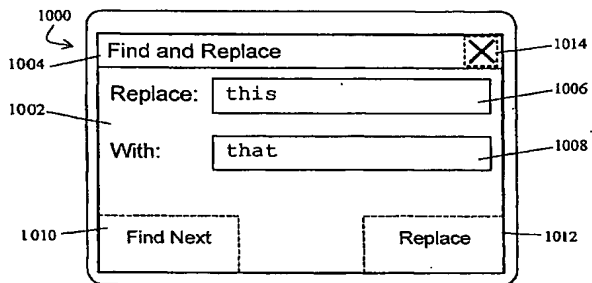 1000
1004 Find and Replace 1014
Replace: this 1006
1002
With: that 1008
1010 Find Next Replace 1012